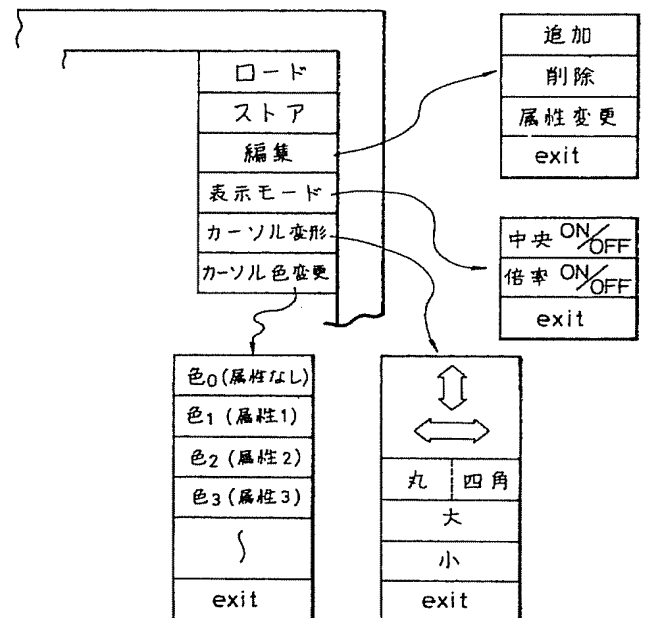 ロード
ストア
編集
表示モード
カーソル変形
カーソル色変更
追加
削除
属性変更
exit
中央 ON/OFF
倍率 ON/OFF
exit
色0(属性なし)
色1(属性1)
色2(属性2)
色3(属性3)
exit
丸 四角
大
小
exit